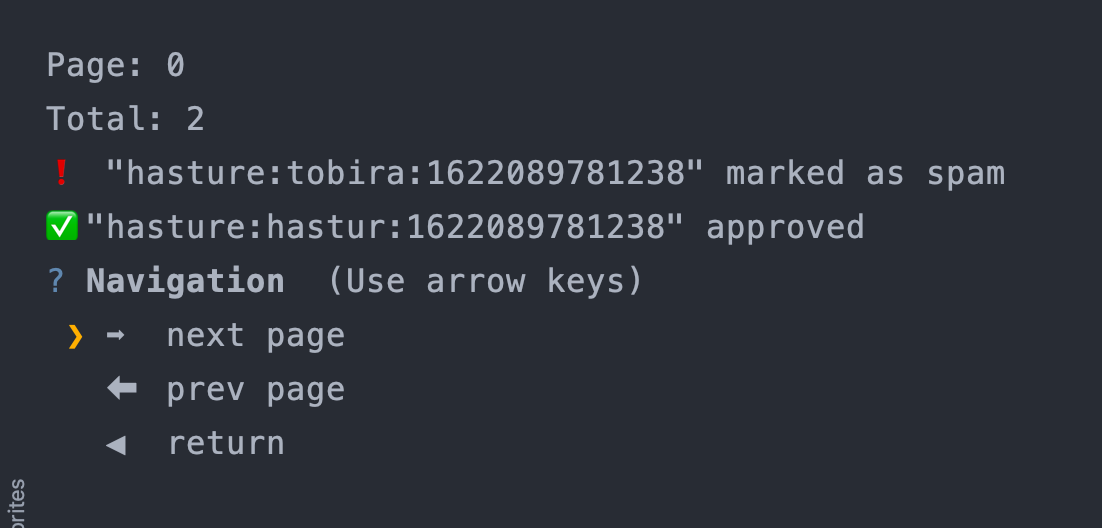 Page: 0
Total: 2
❗ "hasture:tobira:1622089781238" marked as spam
✅ "hasture:hastur:1622089781238" approved
? Navigation (Use arrow keys)
❯ ➡ next page
⬅ prev page
◀ return